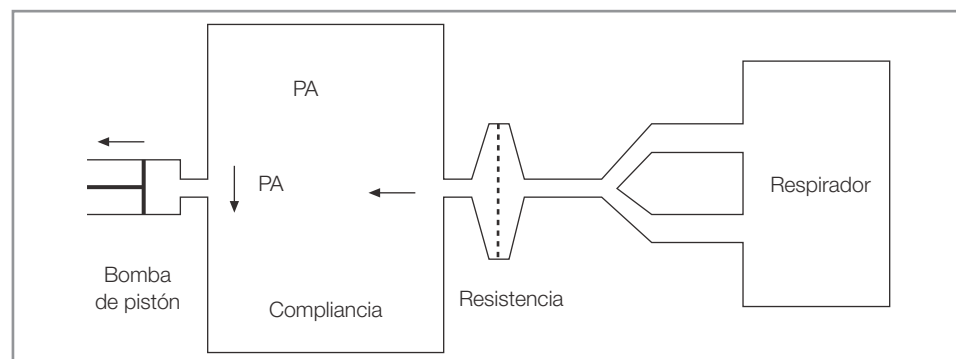 PA
PA
Respirador
Bomba
de pistón
Compliancia
Resistencia